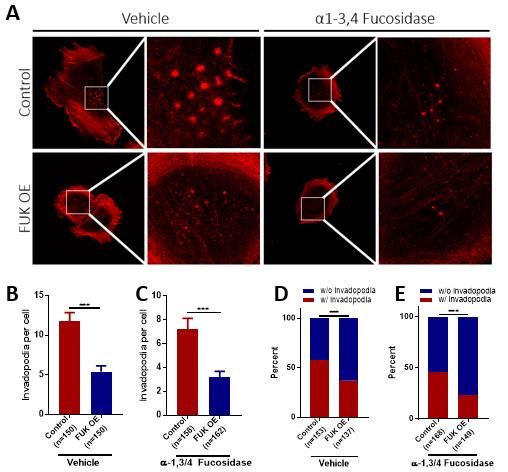 A
Vehicle
α1-3,4 Fucosidase
Control
FUK OE
B
Invadopodia per cell
15
10
5
0
***
Control
(n=150)
FUK OE
(n=150)
Vehicle
C
Invadopodia per cell
10
8
6
4
2
0
***
Control
(n=158)
FUK OE
(n=162)
α-1,3/4 Fucosidase
D
w/o Invadopodia
w/ Invadopodia
Percent
100
50
0
***
Control
(n=153)
FUK OE
(n=137)
Vehicle
E
w/o Invadopodia
w/ Invadopodia
Percent
100
50
0
***
Control
(n=166)
FUK OE
(n=149)
α-1,3/4 Fucosidase